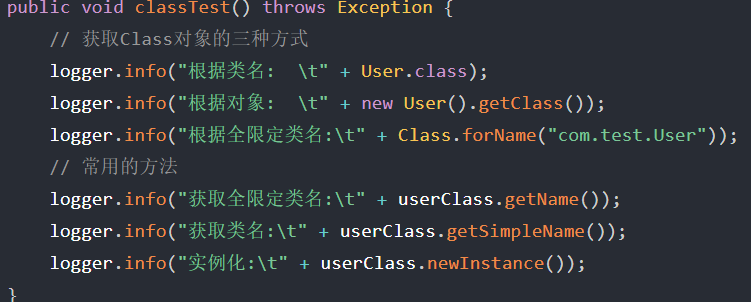 public void classTest() throws Exception {
// 获取Class对象的三种方式
logger.info("根据类名:  \t" + User.class);
logger.info("根据对象:  \t" + new User().getClass());
logger.info("根据全限定类名:\t" + Class.forName("com.test.User"));
// 常用的方法
logger.info("获取全限定类名:\t" + userClass.getName());
logger.info("获取类名:\t" + userClass.getSimpleName());
logger.info("实例化:\t" + userClass.newInstance());
}